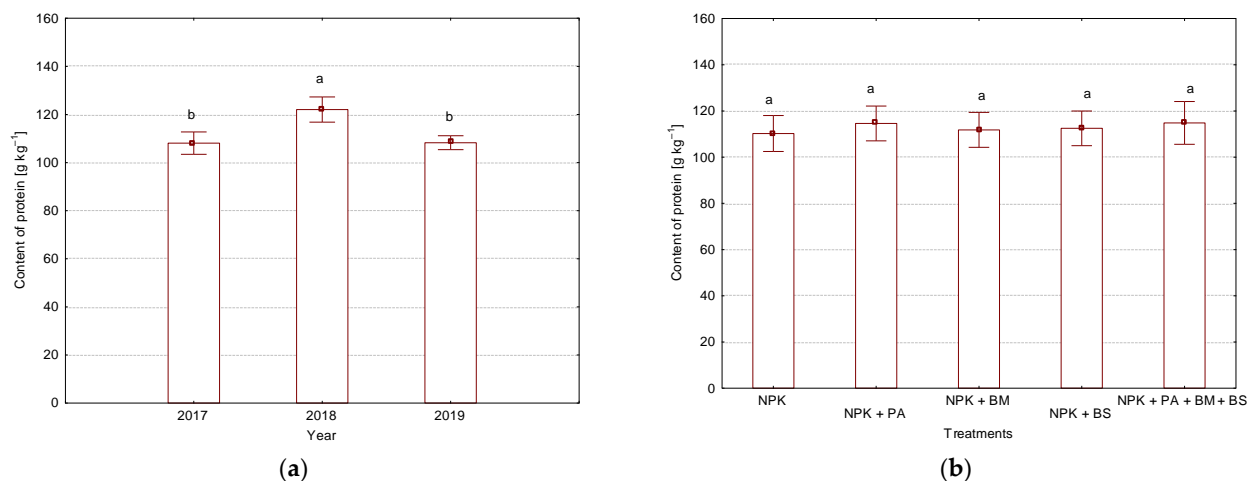 160
140
120
100
80
60
40
20
0
Content of protein [g kg⁻¹]
b
a
b
2017 2018 2019
Year
(a)
160
140
120
100
80
60
40
20
0
Content of protein [g kg⁻¹]
a a a a a
NPK NPK + BM NPK + PA + BM + BS
NPK + PA NPK + BS
Treatments
(b)